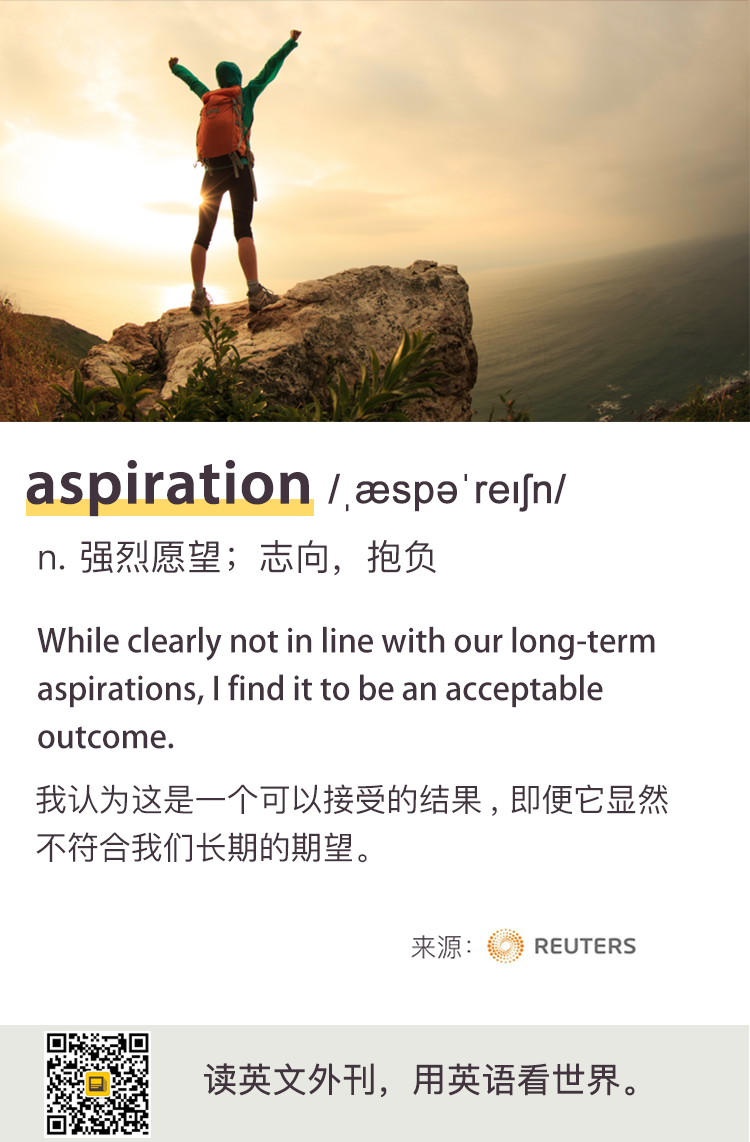 aspiration /ˌæspəˈreɪʃn/
n. 强烈愿望；志向，抱负
While clearly not in line with our long-term
aspirations, I find it to be an acceptable
outcome.
我认为这是一个可以接受的结果，即便它显然
不符合我们长期的期望。
来源： REUTERS
读英文外刊，用英语看世界。